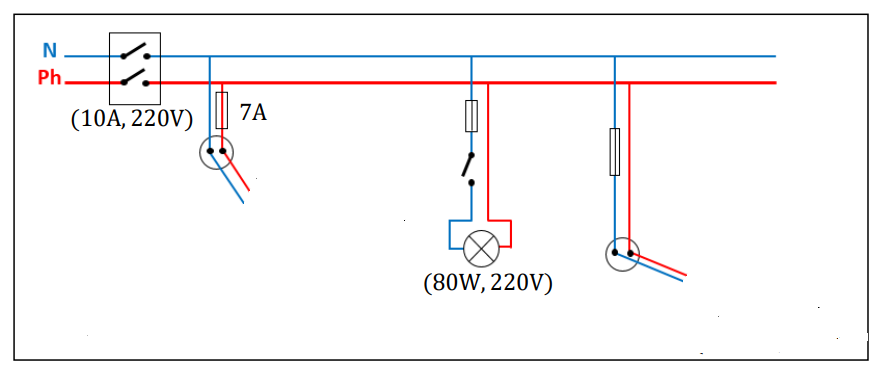 N
Ph
(10A, 220V)
7A
(80W, 220V)